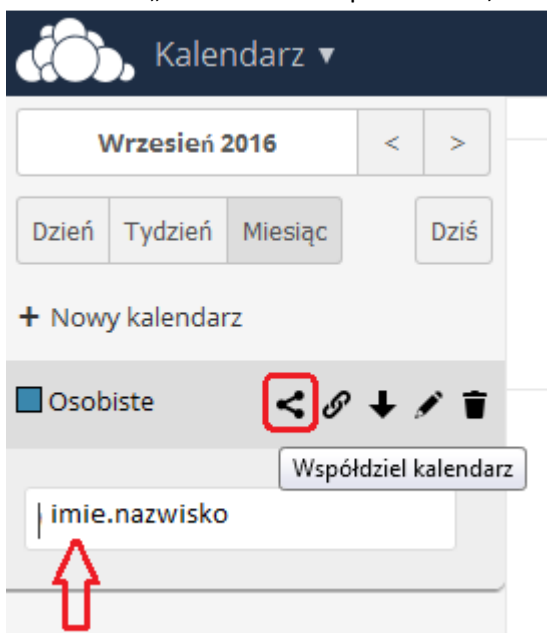 Kalendarz ▼
Wrzesień 2016 < >
Dzień Tydzień Miesiąc Dziś
+ Nowy kalendarz
Osobiste
Współdziel kalendarz
imie.nazwisko